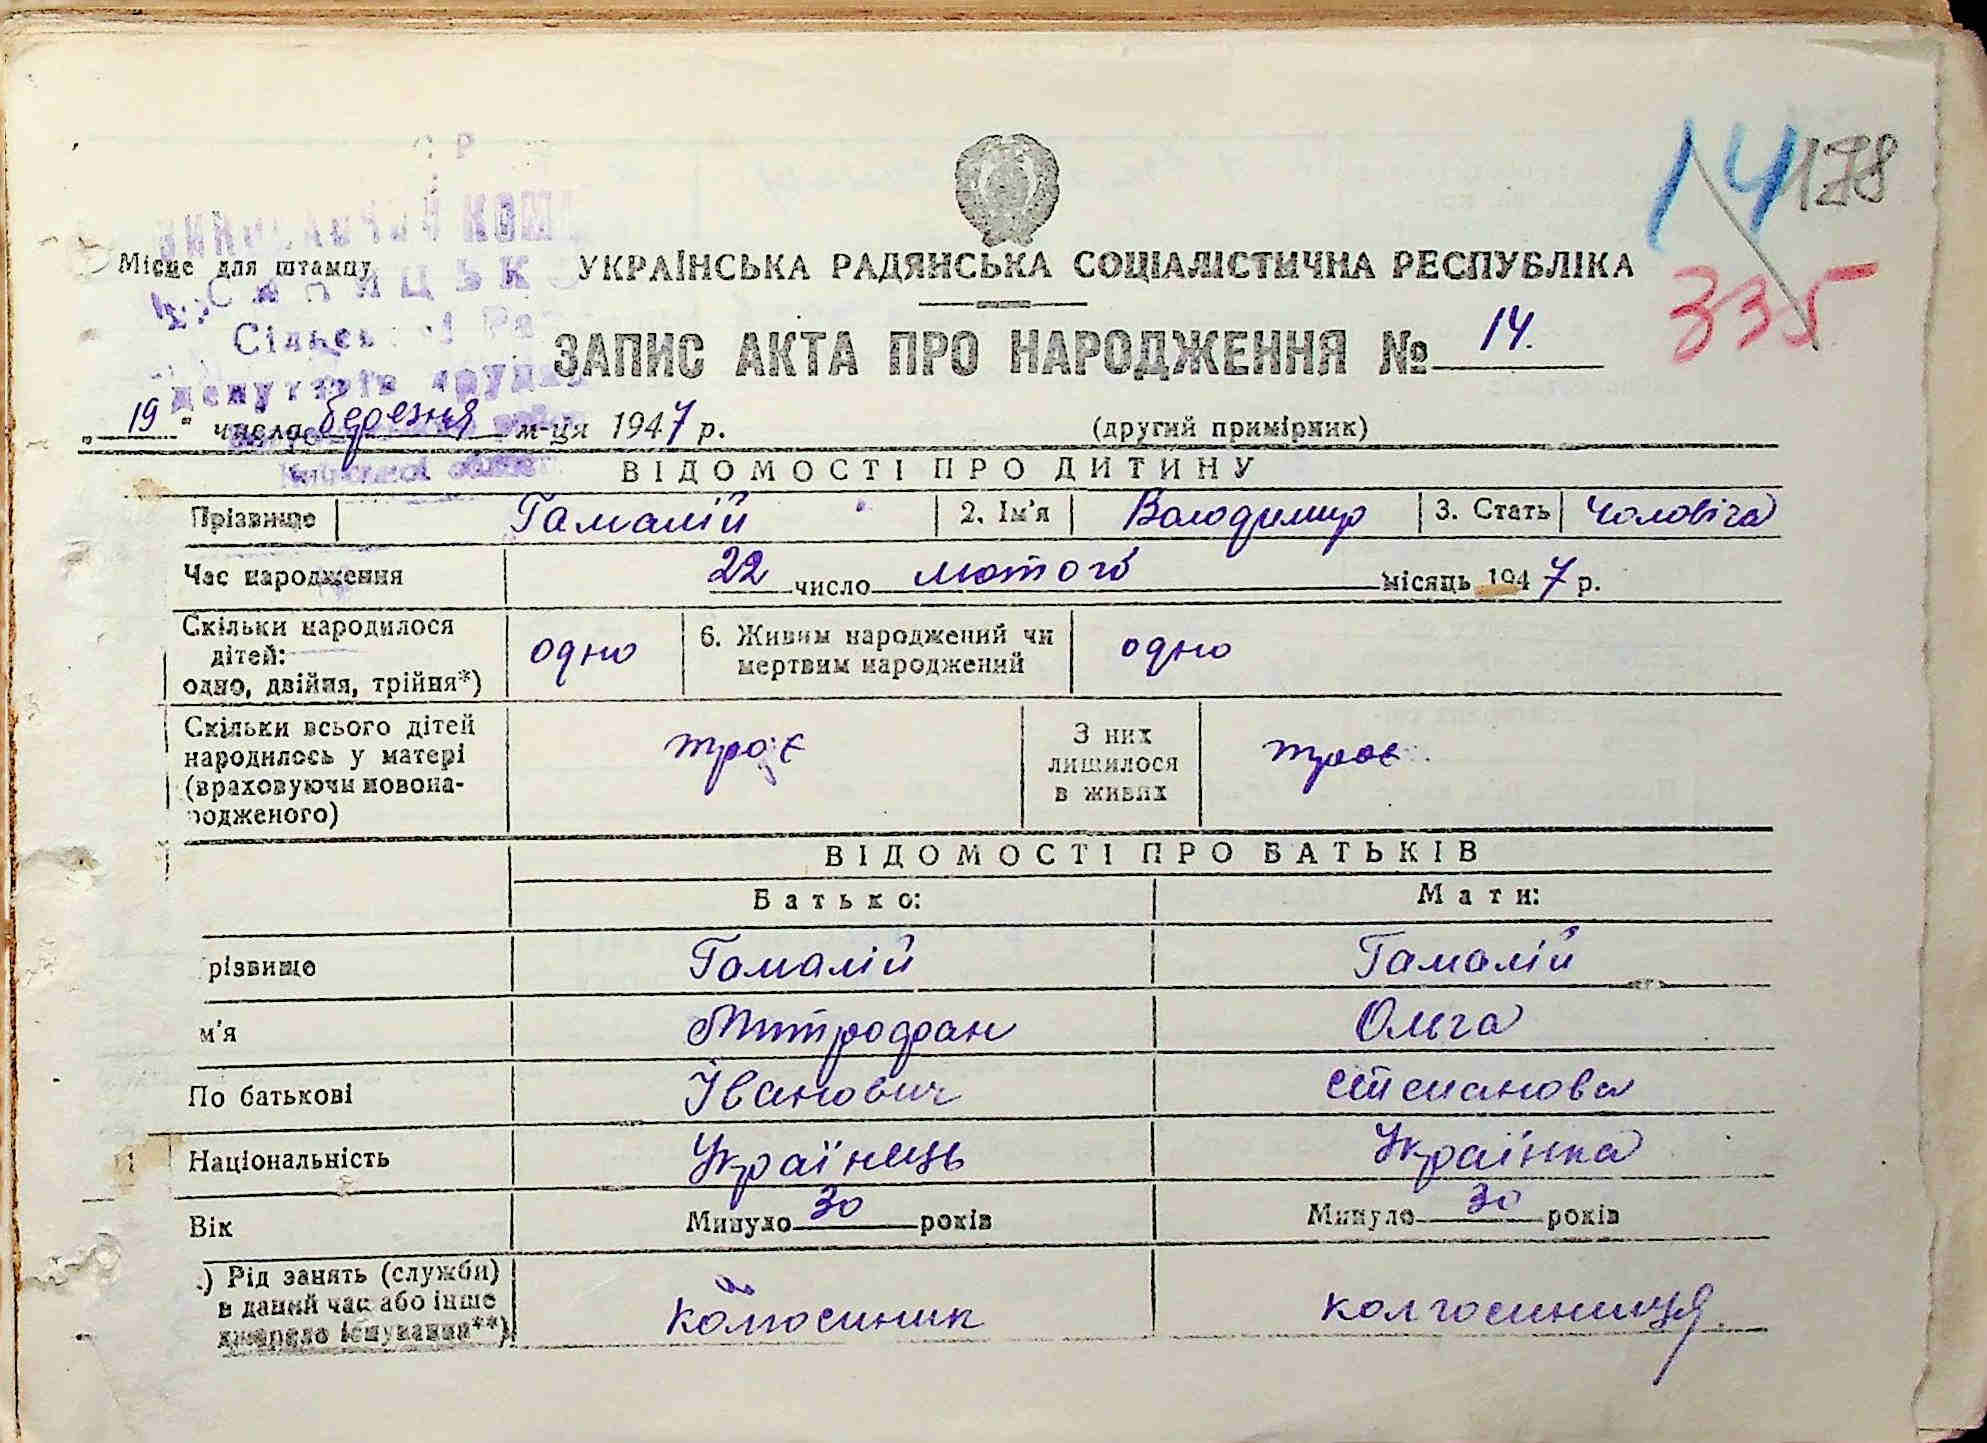 14 178
335
Місце для штампу
УКРАЇНСЬКА РАДЯНСЬКА СОЦІАЛІСТИЧНА РЕСПУБЛІКА
ЗАПИС АКТА ПРО НАРОДЖЕННЯ № 14.
„19" числа березня м-ця 1947 р.
(другий примірник)
ВІДОМОСТІ ПРО ДИТИНУ
Прізвище Гамалій 2. Ім'я Володимир 3. Стать чоловіча
Час народження 22 число лютого місяць 1947 р.
Скільки народилося дітей: одно, двійня, трійня*) одно 6. Живим народжений чи мертвим народжений одно
Скільки всього дітей народилось у матері (враховуючи новонародженого) троє З них лишилося в живих троє
ВІДОМОСТІ ПРО БАТЬКІВ
Батько: Мати:
різвище Гамалій Гамалій
м'я Митрофан Ольга
По батькові Іванович Степанова
Національність Українець Українка
Вік Минуло 30 років Минуло 30 років
.) Рід занять (служби) в даний час або інше джерело існування**) колгоспник колгоспниця.